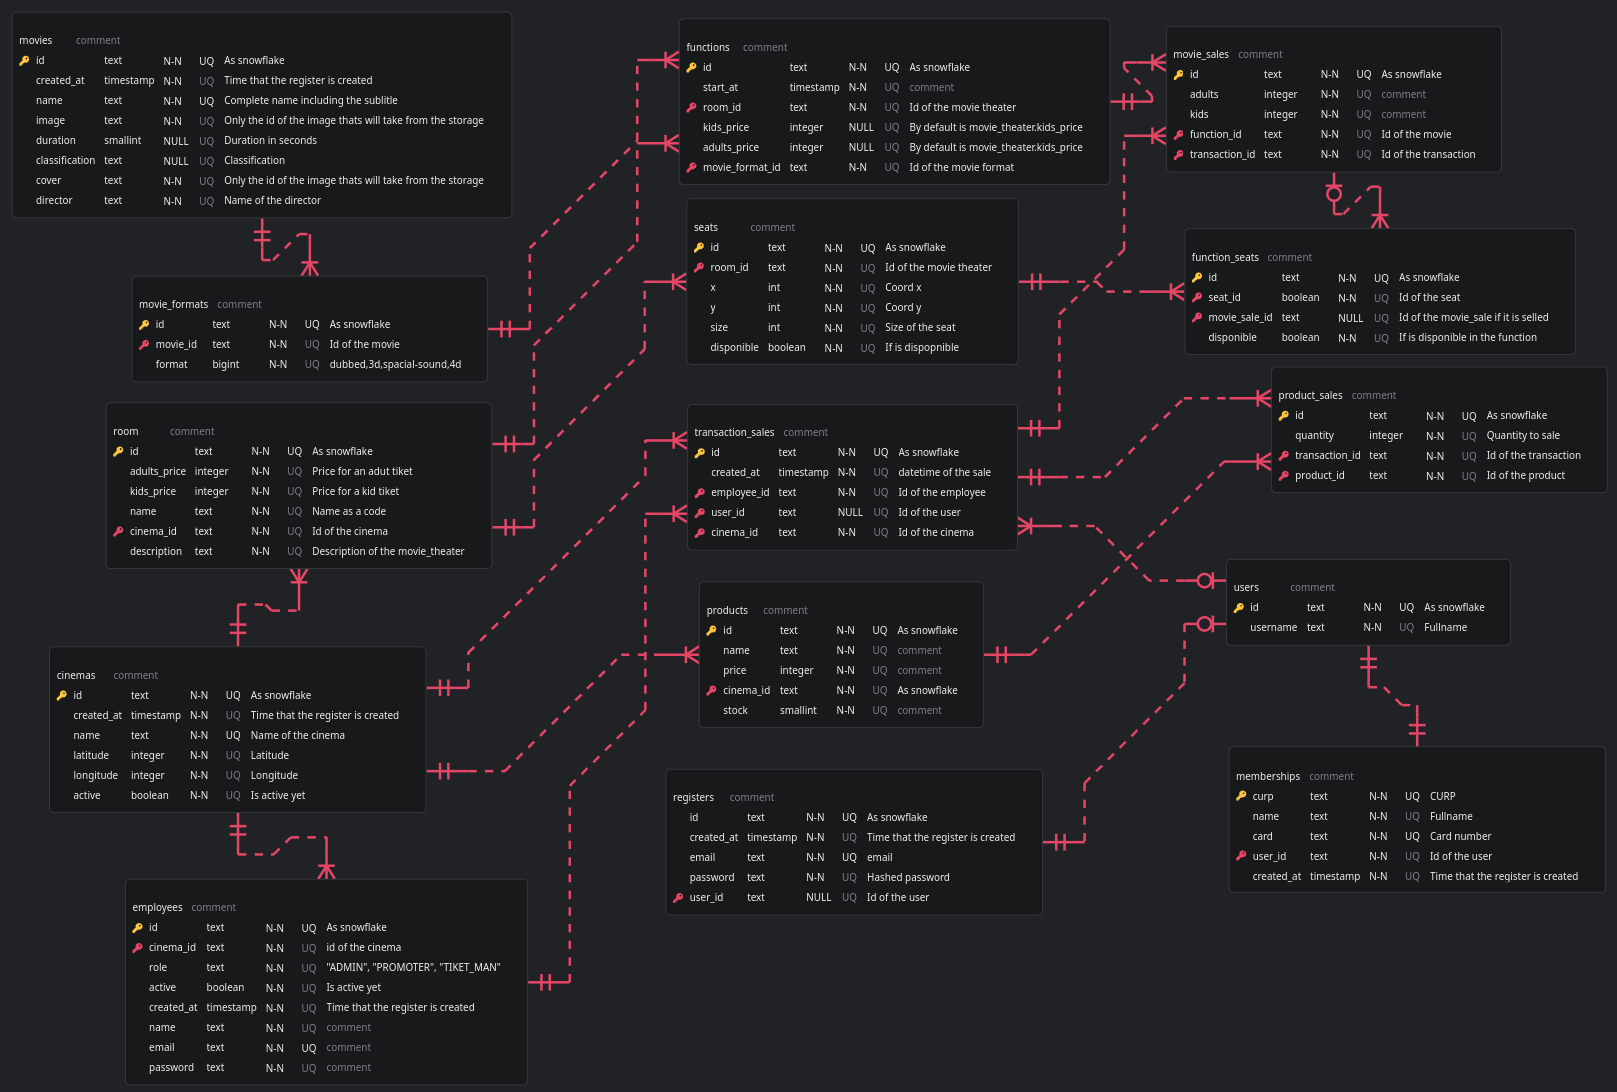 movies comment
id text N-N UQ As snowflake
created_at timestamp N-N UQ Time that the register is created
name text N-N UQ Complete name including the sublitle
image text N-N UQ Only the id of the image thats will take from the storage
duration smallint NULL UQ Duration in seconds
classification text NULL UQ Classification
cover text N-N UQ Only the id of the image thats will take from the storage
director text N-N UQ Name of the director
functions comment
id text N-N UQ As snowflake
start_at timestamp N-N UQ comment
room_id text N-N UQ Id of the movie theater
kids_price integer NULL UQ By default is movie_theater.kids_price
adults_price integer NULL UQ By default is movie_theater.kids_price
movie_format_id text N-N UQ Id of the movie format
movie_sales comment
id text N-N UQ As snowflake
adults integer N-N UQ comment
kids integer N-N UQ comment
function_id text N-N UQ Id of the movie
transaction_id text N-N UQ Id of the transaction
seats comment
id text N-N UQ As snowflake
room_id text N-N UQ Id of the movie theater
x int N-N UQ Coord x
y int N-N UQ Coord y
size int N-N UQ Size of the seat
disponible boolean N-N UQ If is dispopnible
function_seats comment
id text N-N UQ As snowflake
seat_id boolean N-N UQ Id of the seat
movie_sale_id text NULL UQ Id of the movie_sale if it is selled
disponible boolean N-N UQ If is disponible in the function
movie_formats comment
id text N-N UQ As snowflake
movie_id text N-N UQ Id of the movie
format bigint N-N UQ dubbed,3d,spacial-sound,4d
room comment
id text N-N UQ As snowflake
adults_price integer N-N UQ Price for an adut tiket
kids_price integer N-N UQ Price for a kid tiket
name text N-N UQ Name as a code
cinema_id text N-N UQ Id of the cinema
description text N-N UQ Description of the movie_theater
transaction_sales comment
id text N-N UQ As snowflake
created_at timestamp N-N UQ datetime of the sale
employee_id text N-N UQ Id of the employee
user_id text NULL UQ Id of the user
cinema_id text N-N UQ Id of the cinema
product_sales comment
id text N-N UQ As snowflake
quantity integer N-N UQ Quantity to sale
transaction_id text N-N UQ Id of the transaction
product_id text N-N UQ Id of the product
users comment
id text N-N UQ As snowflake
username text N-N UQ Fullname
products comment
id text N-N UQ As snowflake
name text N-N UQ comment
price integer N-N UQ comment
cinema_id text N-N UQ As snowflake
stock smallint N-N UQ comment
cinemas comment
id text N-N UQ As snowflake
created_at timestamp N-N UQ Time that the register is created
name text N-N UQ Name of the cinema
latitude integer N-N UQ Latitude
longitude integer N-N UQ Longitude
active boolean N-N UQ Is active yet
registers comment
id text N-N UQ As snowflake
created_at timestamp N-N UQ Time that the register is created
email text N-N UQ email
password text N-N UQ Hashed password
user_id text NULL UQ Id of the user
memberships comment
curp text N-N UQ CURP
name text N-N UQ Fullname
card text N-N UQ Card number
user_id text N-N UQ Id of the user
created_at timestamp N-N UQ Time that the register is created
employees comment
id text N-N UQ As snowflake
cinema_id text N-N UQ id of the cinema
role text N-N UQ "ADMIN", "PROMOTER", "TIKET_MAN"
active boolean N-N UQ Is active yet
created_at timestamp N-N UQ Time that the register is created
name text N-N UQ comment
email text N-N UQ comment
password text N-N UQ comment